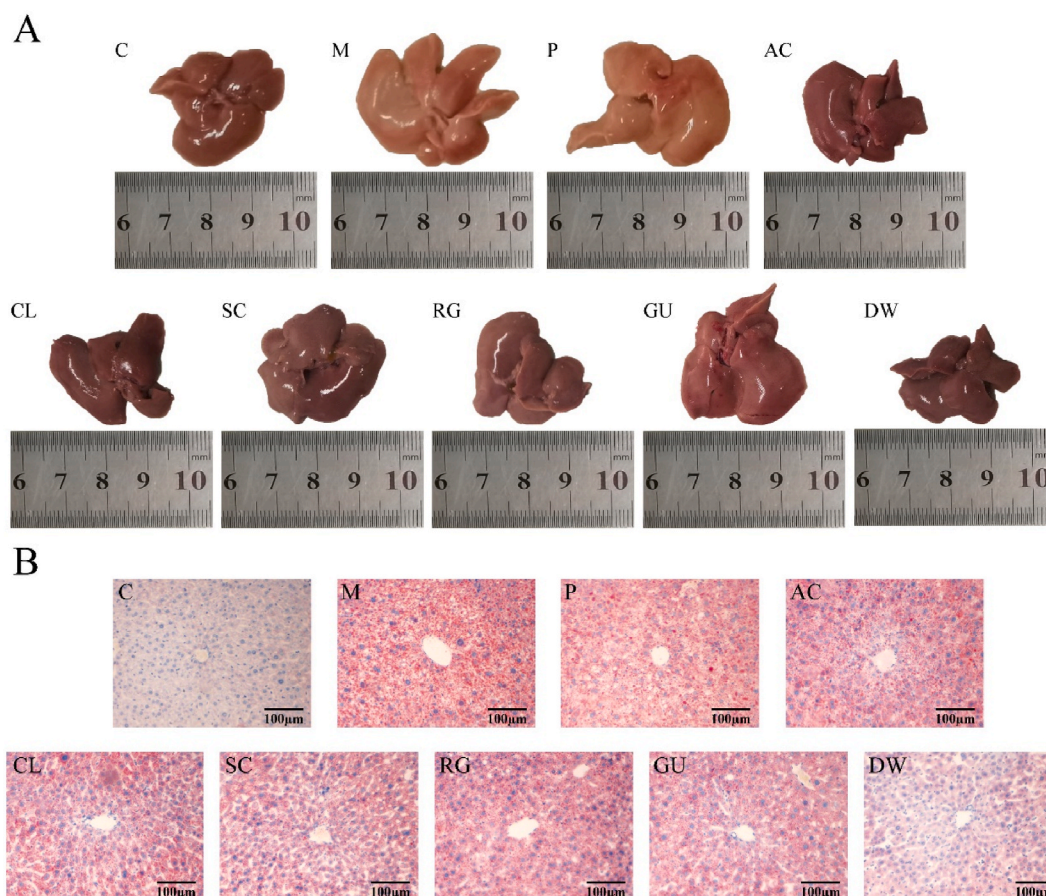 A
C M P AC
6 7 8 9 10 mm 6 7 8 9 10 mm 6 7 8 9 10 mm 6 7 8 9 10 mm
CL SC RG GU DW
6 7 8 9 10 mm 6 7 8 9 10 mm 6 7 8 9 10 mm 6 7 8 9 10 mm 6 7 8 9 10 mm
B
C M P AC
100μm 100μm 100μm 100μm
CL SC RG GU DW
100μm 100μm 100μm 100μm 100μm